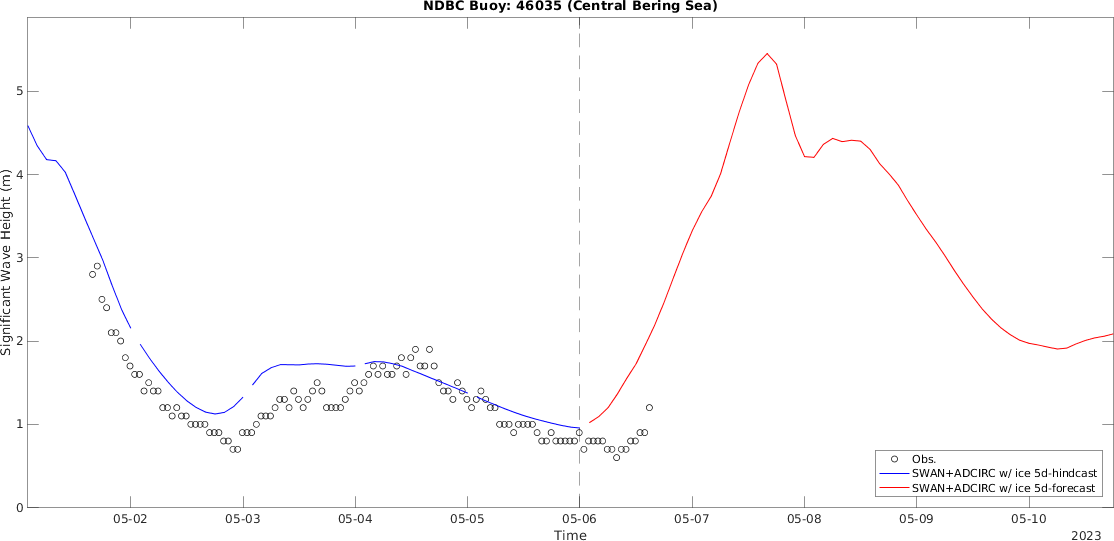 NDBC Buoy: 46035 (Central Bering Sea)
Significant Wave Height (m)
5
4
3
2
1
0
Obs.
SWAN+ADCIRC w/ ice 5d-hindcast
SWAN+ADCIRC w/ ice 5d-forecast
05-02 05-03 05-04 05-05 05-06 05-07 05-08 05-09 05-10
Time
2023